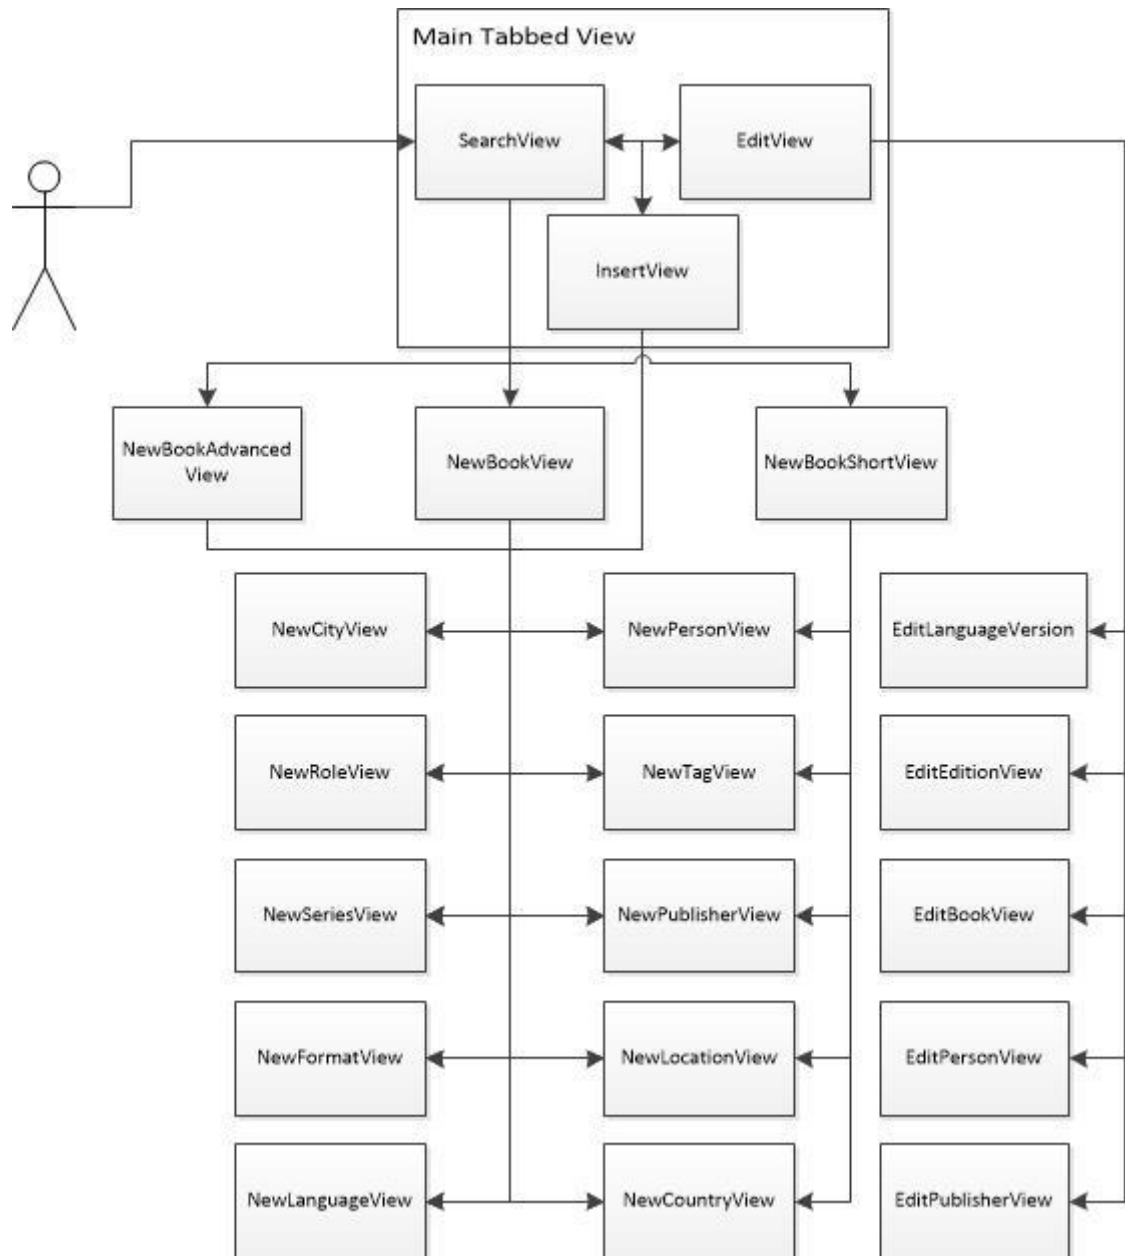 Main Tabbed View
SearchView
EditView
InsertView
NewBookAdvanced
View
NewBookView
NewBookShortView
NewCityView
NewPersonView
EditLanguageVersion
NewRoleView
NewTagView
EditEditionView
NewSeriesView
NewPublisherView
EditBookView
NewFormatView
NewLocationView
EditPersonView
NewLanguageView
NewCountryView
EditPublisherView